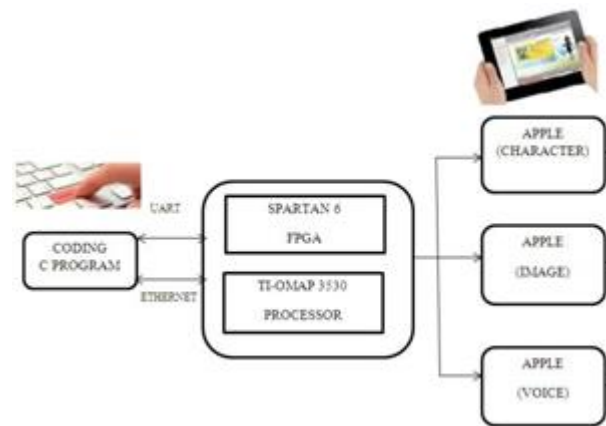 APPLE
(CHARACTER)
UART
SPARTAN 6
FPGA
CODING
C PROGRAM
APPLE
(IMAGE)
ETHERNET
TI-OMAP 3530
PROCESSOR
APPLE
(VOICE)